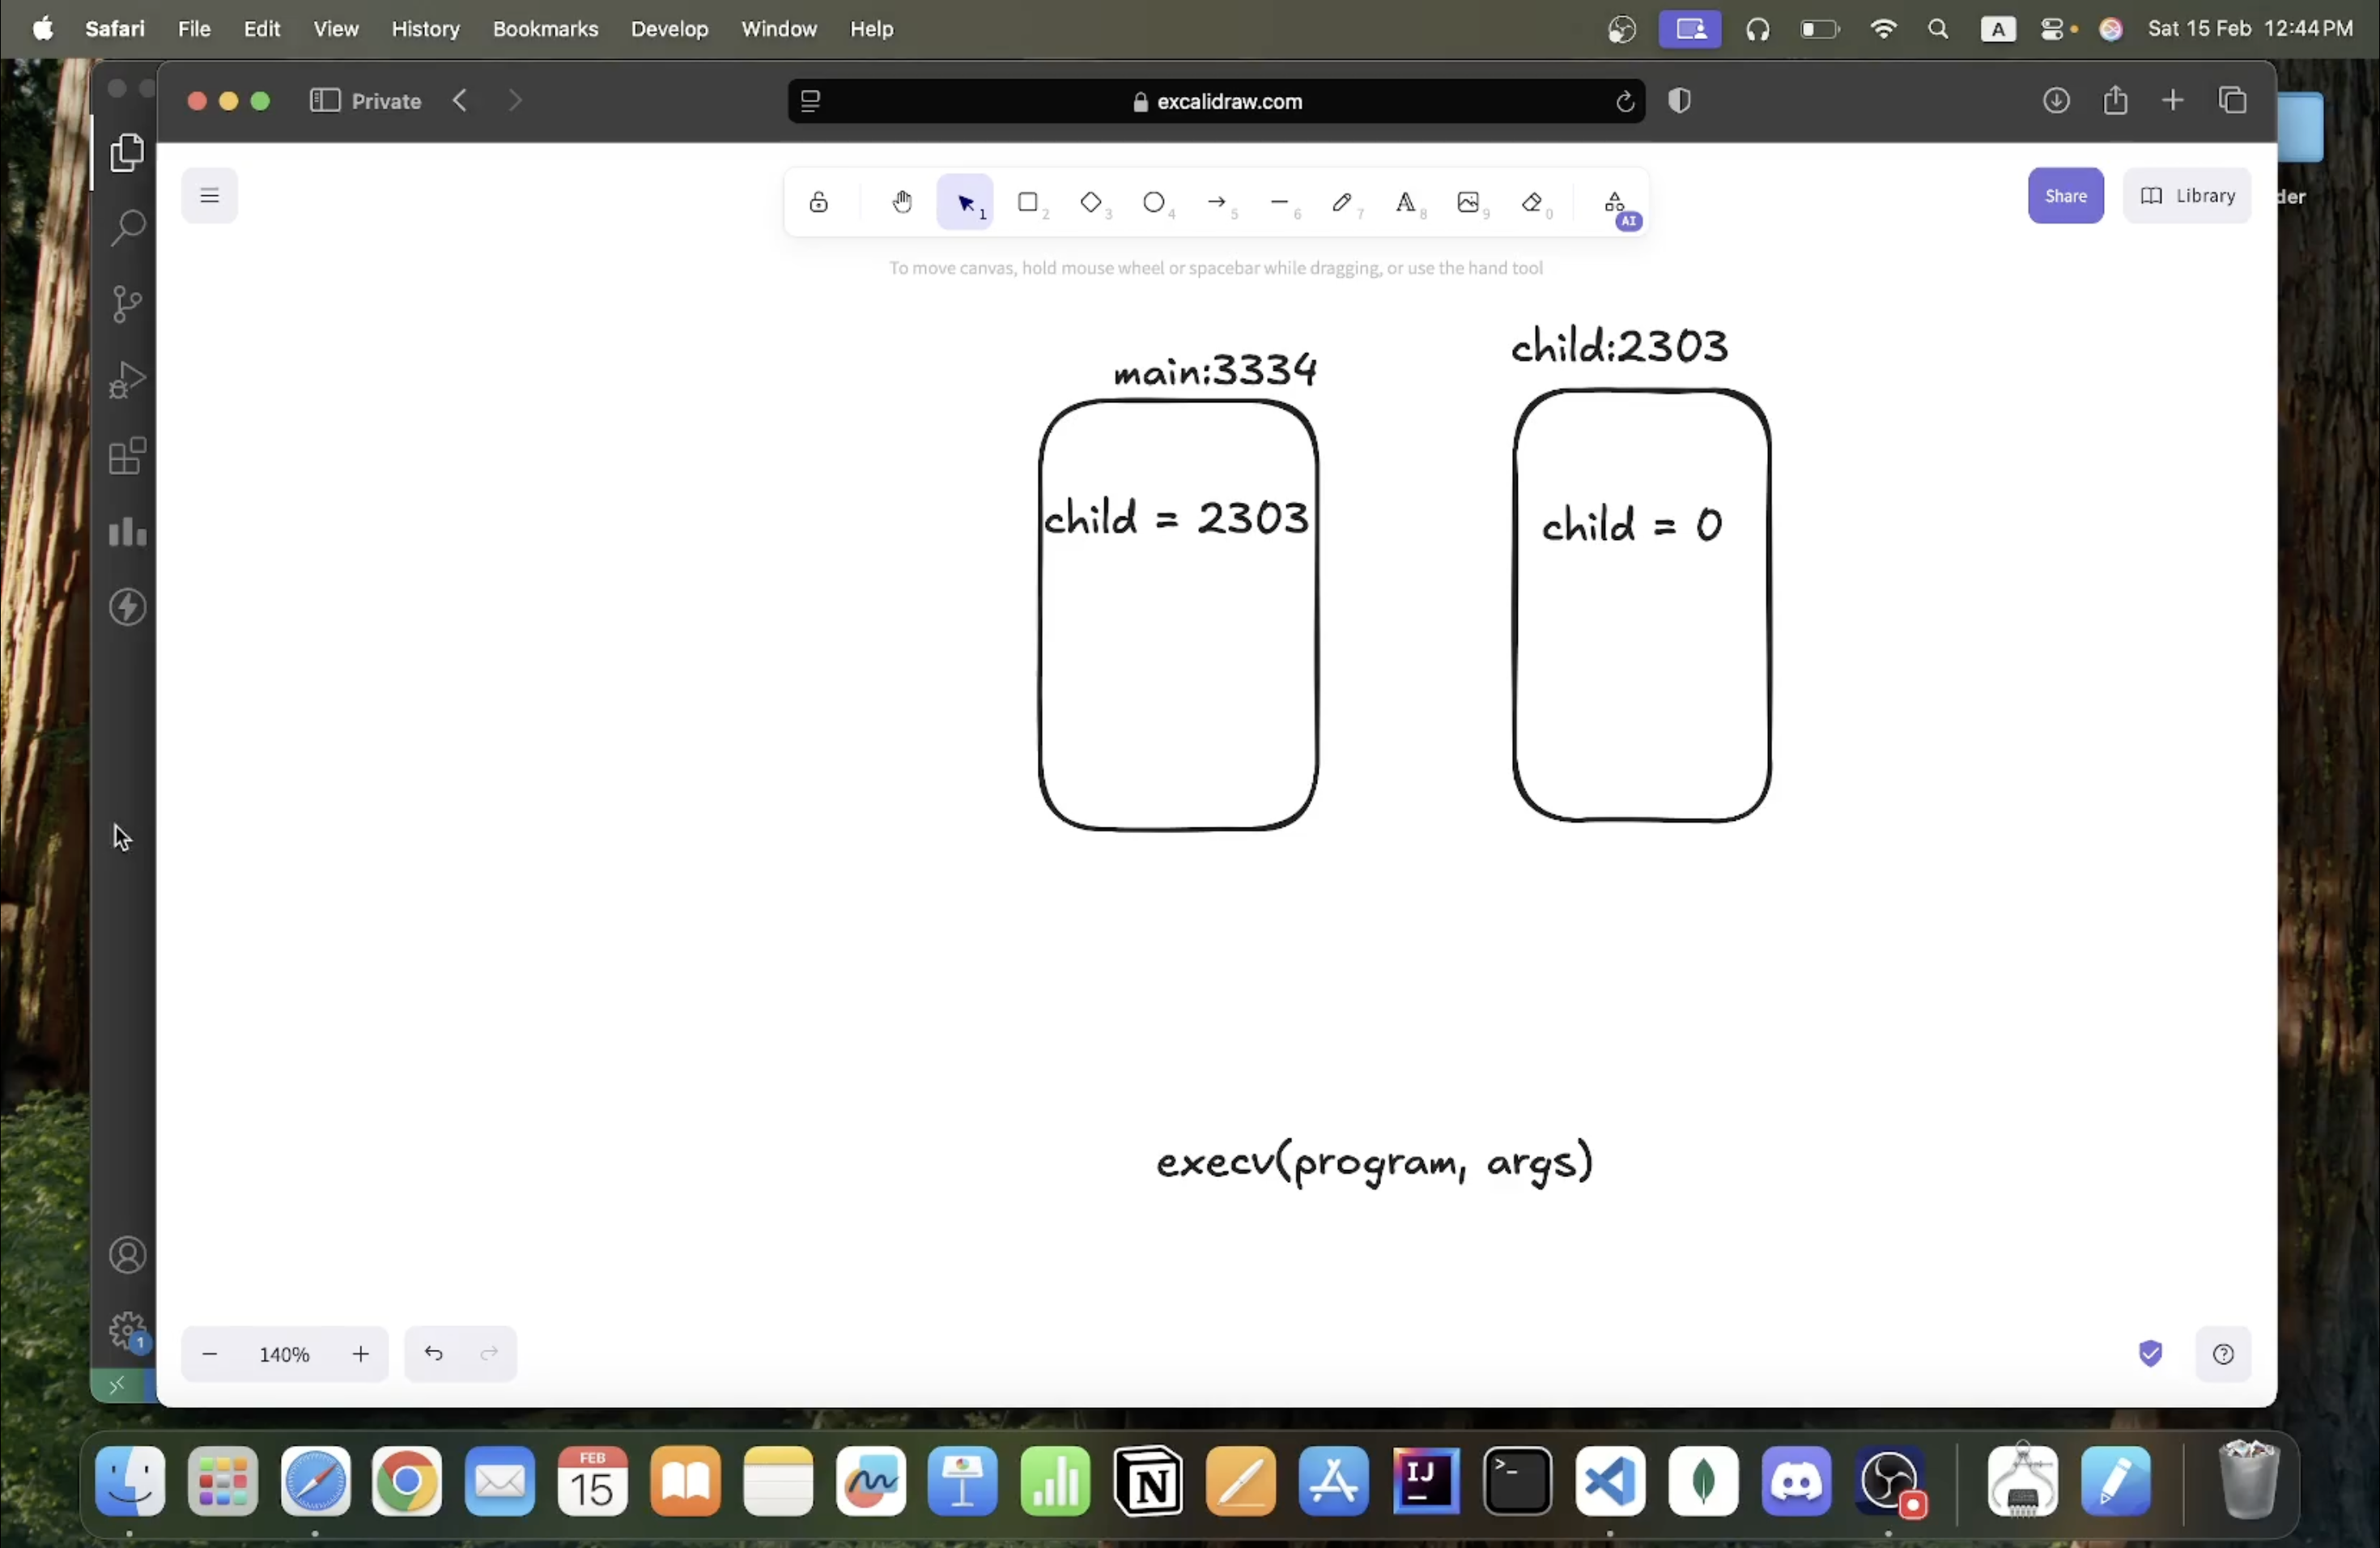 Safari File Edit View History Bookmarks Develop Window Help A Sat 15 Feb 12:44 PM
Private excalidraw.com
1 2 3 4 5 6 7 8 9 0 AI
Share Library der
To move canvas, hold mouse wheel or spacebar while dragging, or use the hand tool
child:2303
main:3334
child = 2303
child = 0
execv(program, args)
1
140%
FEB
15
N
IJ
>_